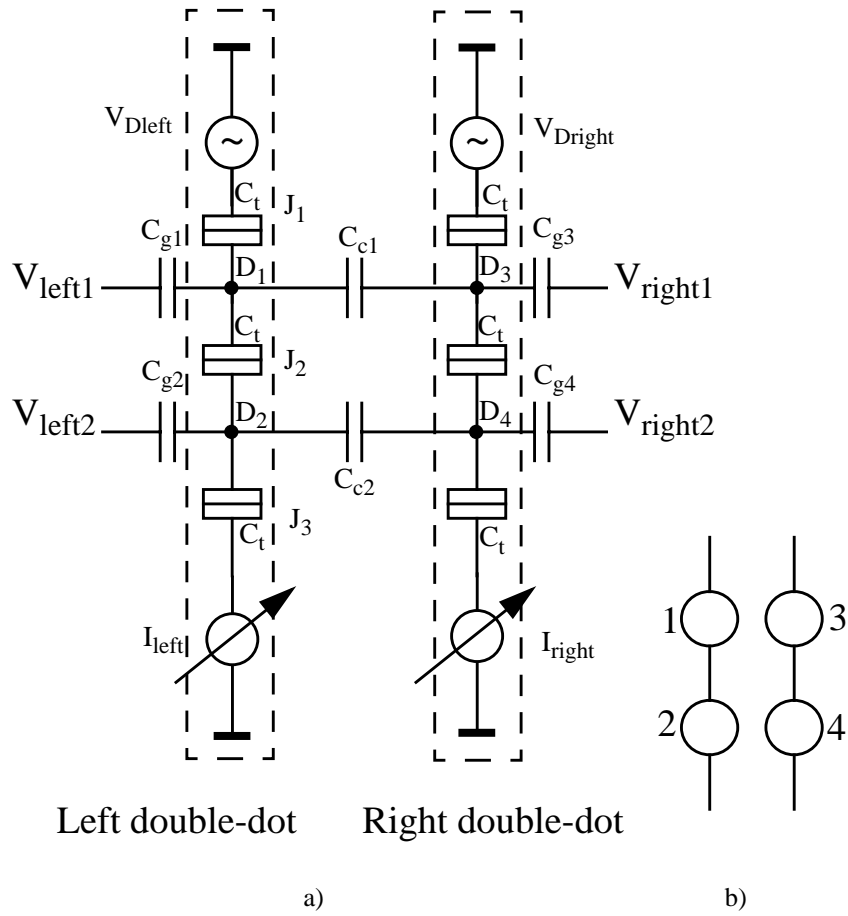 V_Dleft
V_Dright
~
~
C_t
J_1
C_t
C_g1
C_c1
C_g3
V_left1
D_1
D_3
V_right1
C_t
J_2
C_t
C_g2
C_g4
V_left2
D_2
D_4
V_right2
C_c2
C_t
J_3
C_t
I_left
I_right
1
3
2
4
Left double-dot
Right double-dot
a)
b)